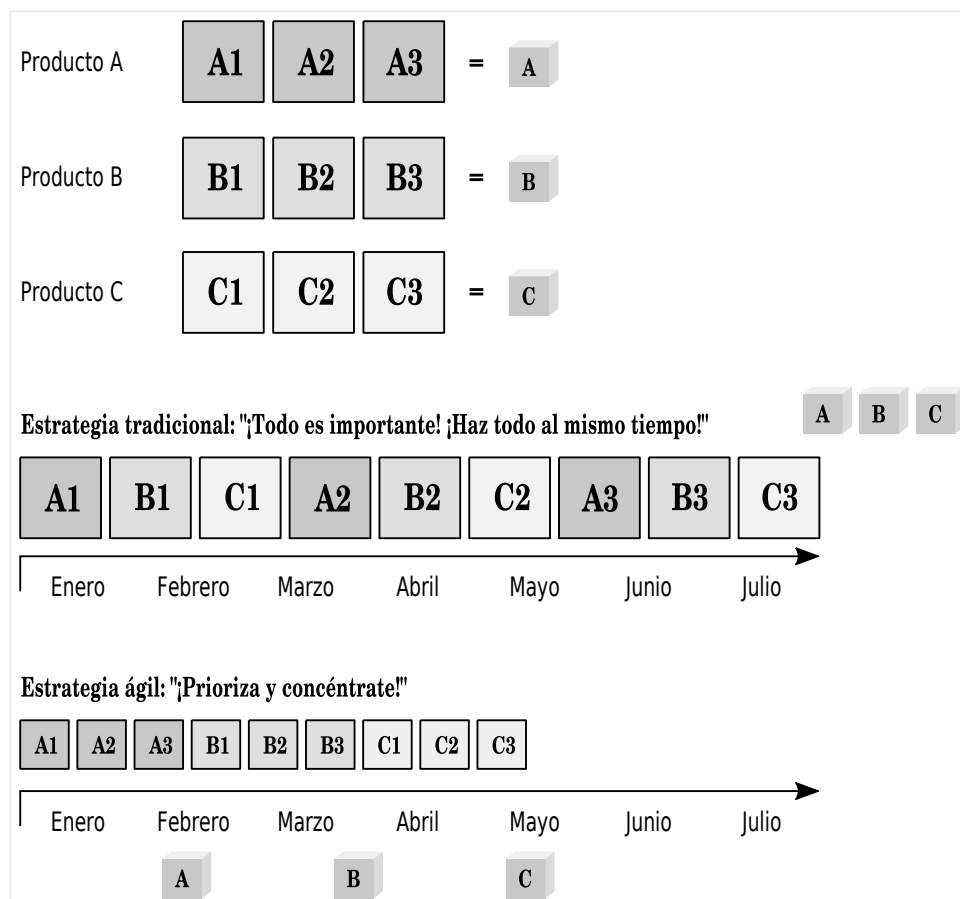 Producto A A1 A2 A3 = A
Producto B B1 B2 B3 = B
Producto C C1 C2 C3 = C
Estrategia tradicional: "¡Todo es importante! ¡Haz todo al mismo tiempo!" A B C
A1 B1 C1 A2 B2 C2 A3 B3 C3
Enero Febrero Marzo Abril Mayo Junio Julio
Estrategia ágil: "¡Prioriza y concéntrate!"
A1 A2 A3 B1 B2 B3 C1 C2 C3
Enero Febrero Marzo Abril Mayo Junio Julio
A B C